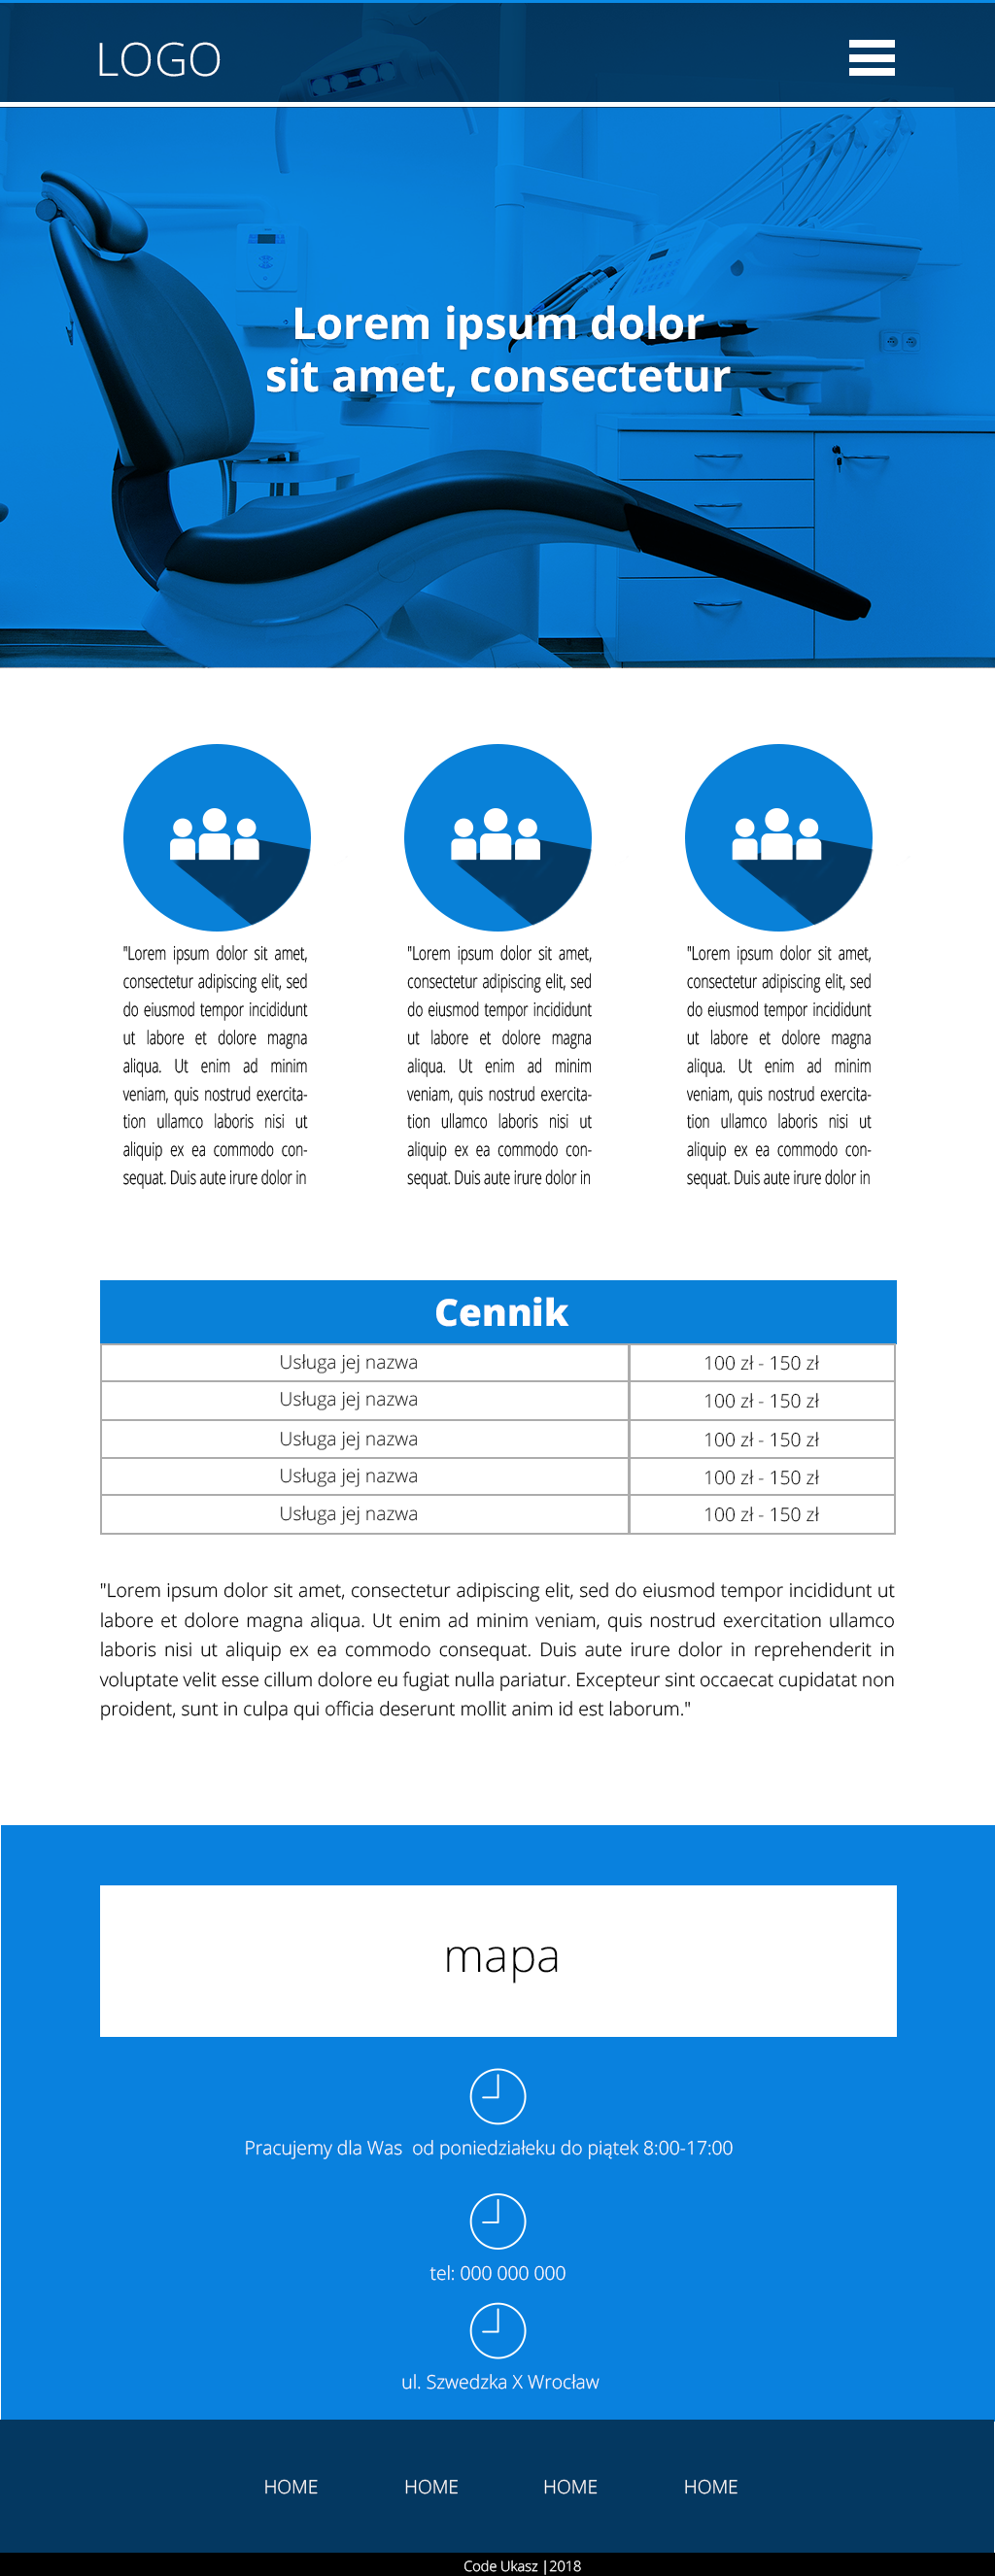 LOGO
Lorem ipsum dolor
sit amet, consectetur
"Lorem ipsum dolor sit amet,
consectetur adipiscing elit, sed
do eiusmod tempor incididunt
ut labore et dolore magna
aliqua. Ut enim ad minim
veniam, quis nostrud exercita-
tion ullamco laboris nisi ut
aliquip ex ea commodo con-
sequat. Duis aute irure dolor in
"Lorem ipsum dolor sit amet,
consectetur adipiscing elit, sed
do eiusmod tempor incididunt
ut labore et dolore magna
aliqua. Ut enim ad minim
veniam, quis nostrud exercita-
tion ullamco laboris nisi ut
aliquip ex ea commodo con-
sequat. Duis aute irure dolor in
"Lorem ipsum dolor sit amet,
consectetur adipiscing elit, sed
do eiusmod tempor incididunt
ut labore et dolore magna
aliqua. Ut enim ad minim
veniam, quis nostrud exercita-
tion ullamco laboris nisi ut
aliquip ex ea commodo con-
sequat. Duis aute irure dolor in
Cennik
Usługa jej nazwa 100 zł - 150 zł
Usługa jej nazwa 100 zł - 150 zł
Usługa jej nazwa 100 zł - 150 zł
Usługa jej nazwa 100 zł - 150 zł
Usługa jej nazwa 100 zł - 150 zł
"Lorem ipsum dolor sit amet, consectetur adipiscing elit, sed do eiusmod tempor incididunt ut
labore et dolore magna aliqua. Ut enim ad minim veniam, quis nostrud exercitation ullamco
laboris nisi ut aliquip ex ea commodo consequat. Duis aute irure dolor in reprehenderit in
voluptate velit esse cillum dolore eu fugiat nulla pariatur. Excepteur sint occaecat cupidatat non
proident, sunt in culpa qui officia deserunt mollit anim id est laborum."
mapa
Pracujemy dla Was od poniedziałeku do piątek 8:00-17:00
tel: 000 000 000
ul. Szwedzka X Wrocław
HOME HOME HOME HOME
Code Ukasz |2018